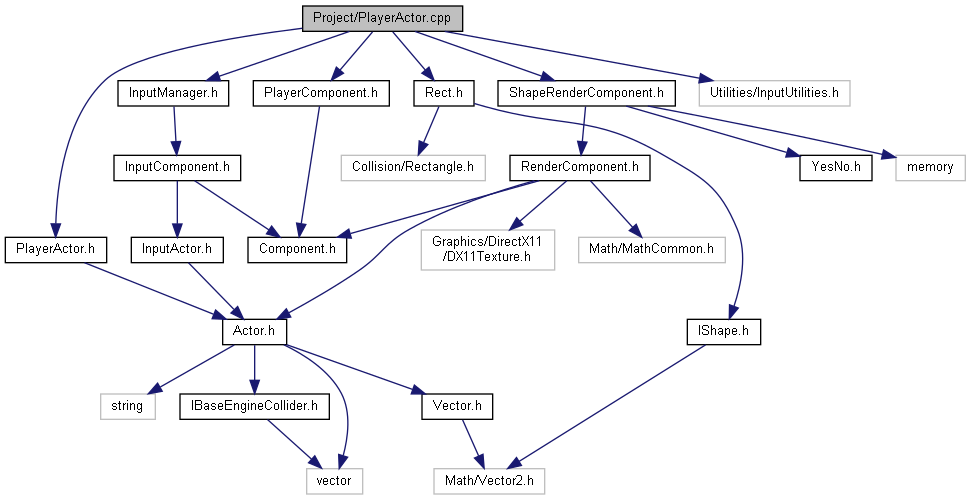 Project/PlayerActor.cpp
InputManager.h
PlayerComponent.h
Rect.h
ShapeRenderComponent.h
Utilities/InputUtilities.h
InputComponent.h
Collision/Rectangle.h
RenderComponent.h
YesNo.h
memory
PlayerActor.h
InputActor.h
Component.h
Graphics/DirectX11
/DX11Texture.h
Math/MathCommon.h
Actor.h
IShape.h
string
IBaseEngineCollider.h
Vector.h
vector
Math/Vector2.h